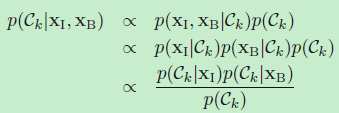 p(𝒞ₖ|x_I, x_B) ∝ p(x_I, x_B|𝒞ₖ)p(𝒞ₖ)
∝ p(x_I|𝒞ₖ)p(x_B|𝒞ₖ)p(𝒞ₖ)
∝ p(𝒞ₖ|x_I)p(𝒞ₖ|x_B)
p(𝒞ₖ)